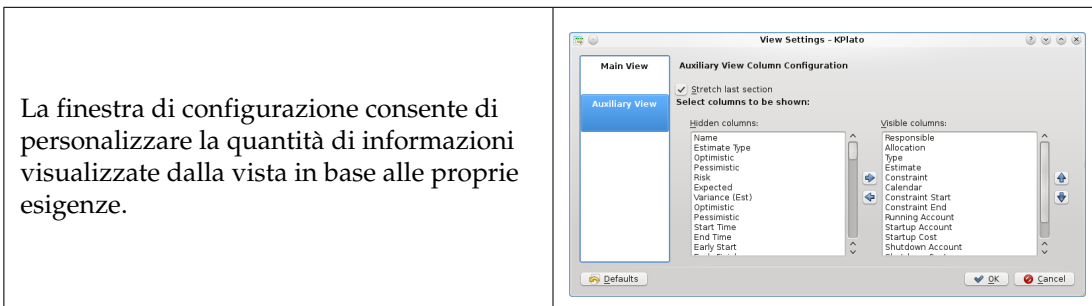 La finestra di configurazione consente di
personalizzare la quantità di informazioni
visualizzate dalla vista in base alle proprie
esigenze.
View Settings – KPlato
Main View
Auxiliary View
Auxiliary View Column Configuration
Stretch last section
Select columns to be shown:
Hidden columns:
Name
Estimate Type
Optimistic
Pessimistic
Risk
Expected
Variance (Est)
Optimistic
Pessimistic
Start Time
End Time
Early Start
Visible columns:
Responsible
Allocation
Type
Estimate
Constraint
Calendar
Constraint Start
Constraint End
Running Account
Startup Account
Startup Cost
Shutdown Account
Defaults
OK
Cancel